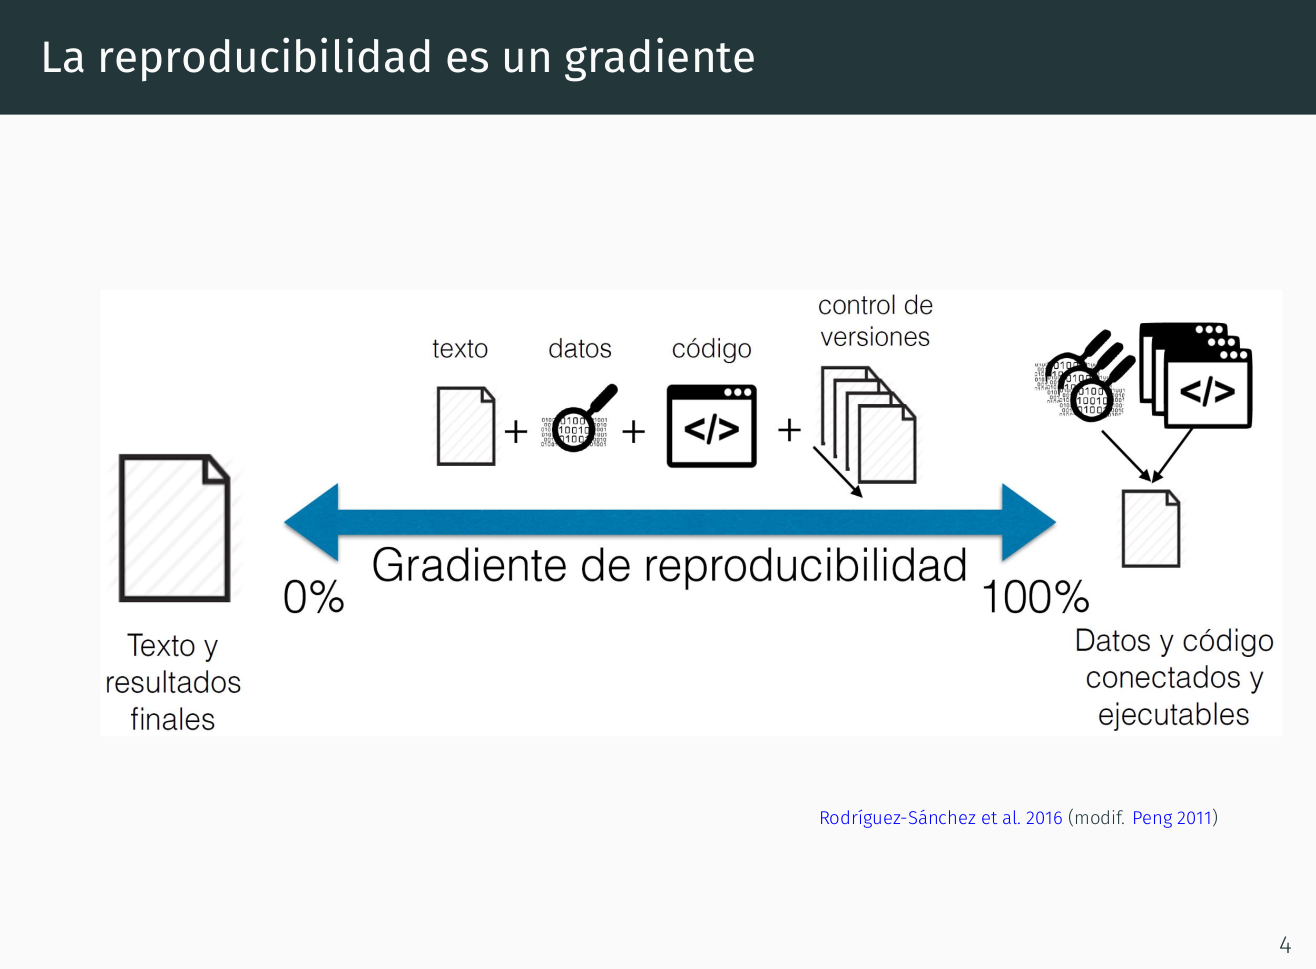 La reproducibilidad es un gradiente
texto
datos
código
control de
versiones
+
+
+
</>
</>
Gradiente de reproducibilidad
0%
100%
Texto y
resultados
finales
Datos y código
conectados y
ejecutables
Rodríguez-Sánchez et al. 2016 (modif. Peng 2011)
4